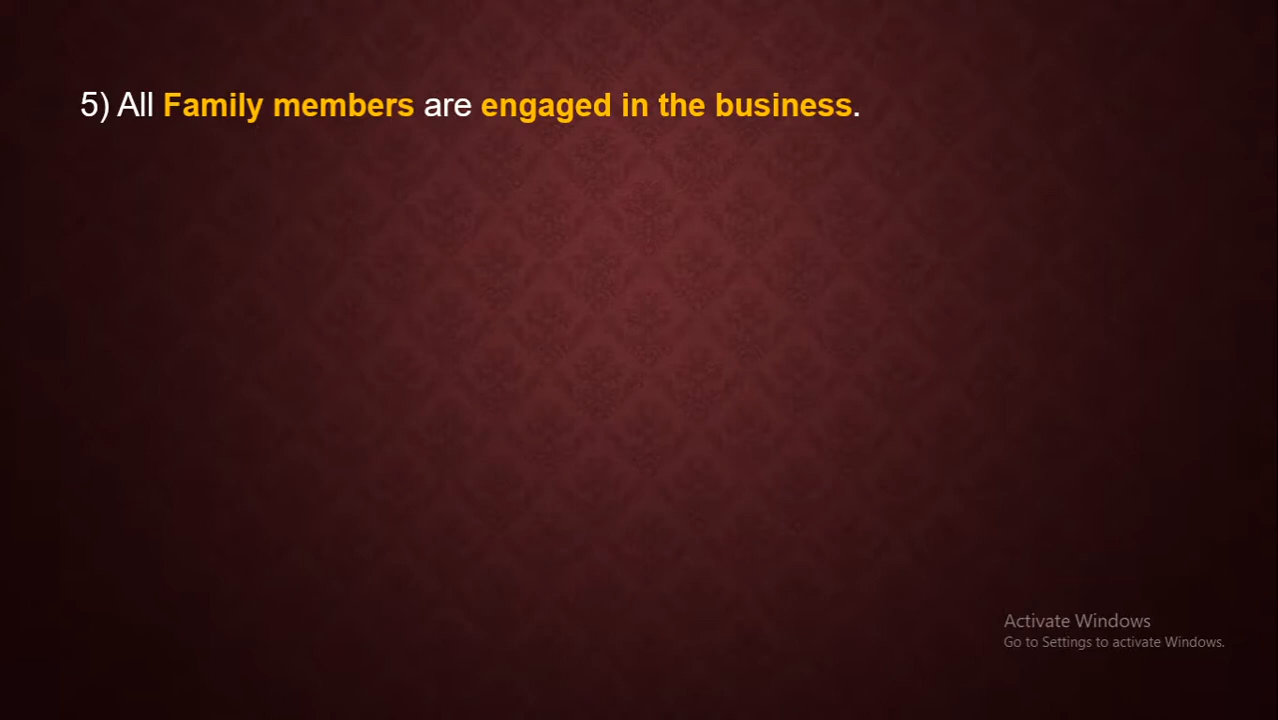 5) All Family members are engaged in the business.
Activate Windows
Go to Settings to activate Windows.